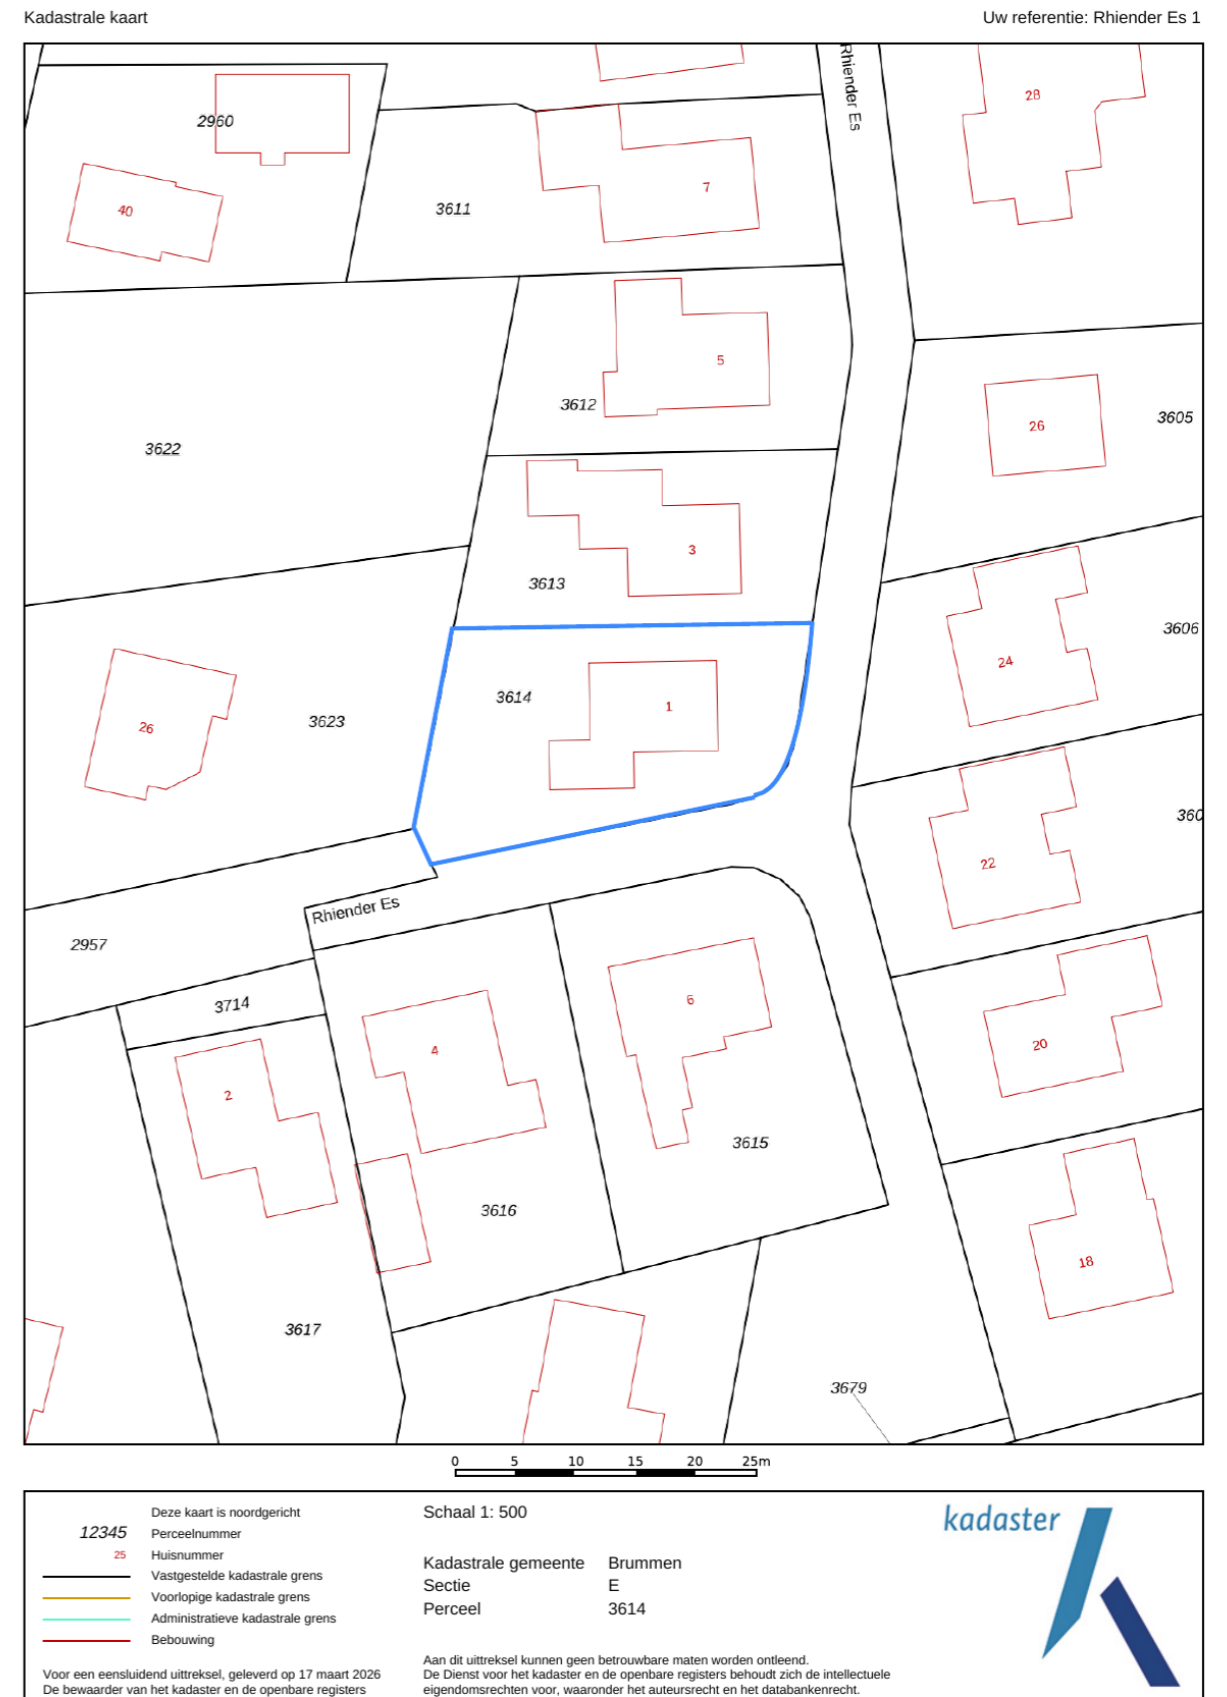 Kadastrale kaart
Uw referentie: Rhiender Es 1
Rhiender Es
28
2960
40
3611
7
5
3612
26
3605
3622
3
3613
24
3606
3614
1
26
3623
22
360
Rhiender Es
2957
3714
4
6
20
2
3615
3616
18
3617
3679
0 5 10 15 20 25m
Deze kaart is noordgericht
12345 Perceelnummer
25 Huisnummer
Vastgestelde kadastrale grens
Voorlopige kadastrale grens
Administratieve kadastrale grens
Bebouwing
Voor een eensluidend uittreksel, geleverd op 17 maart 2026
De bewaarder van het kadaster en de openbare registers
Schaal 1: 500
Kadastrale gemeente Brummen
Sectie E
Perceel 3614
Aan dit uittreksel kunnen geen betrouwbare maten worden ontleend.
De Dienst voor het kadaster en de openbare registers behoudt zich de intellectuele
eigendomsrechten voor, waaronder het auteursrecht en het databankenrecht.
kadaster